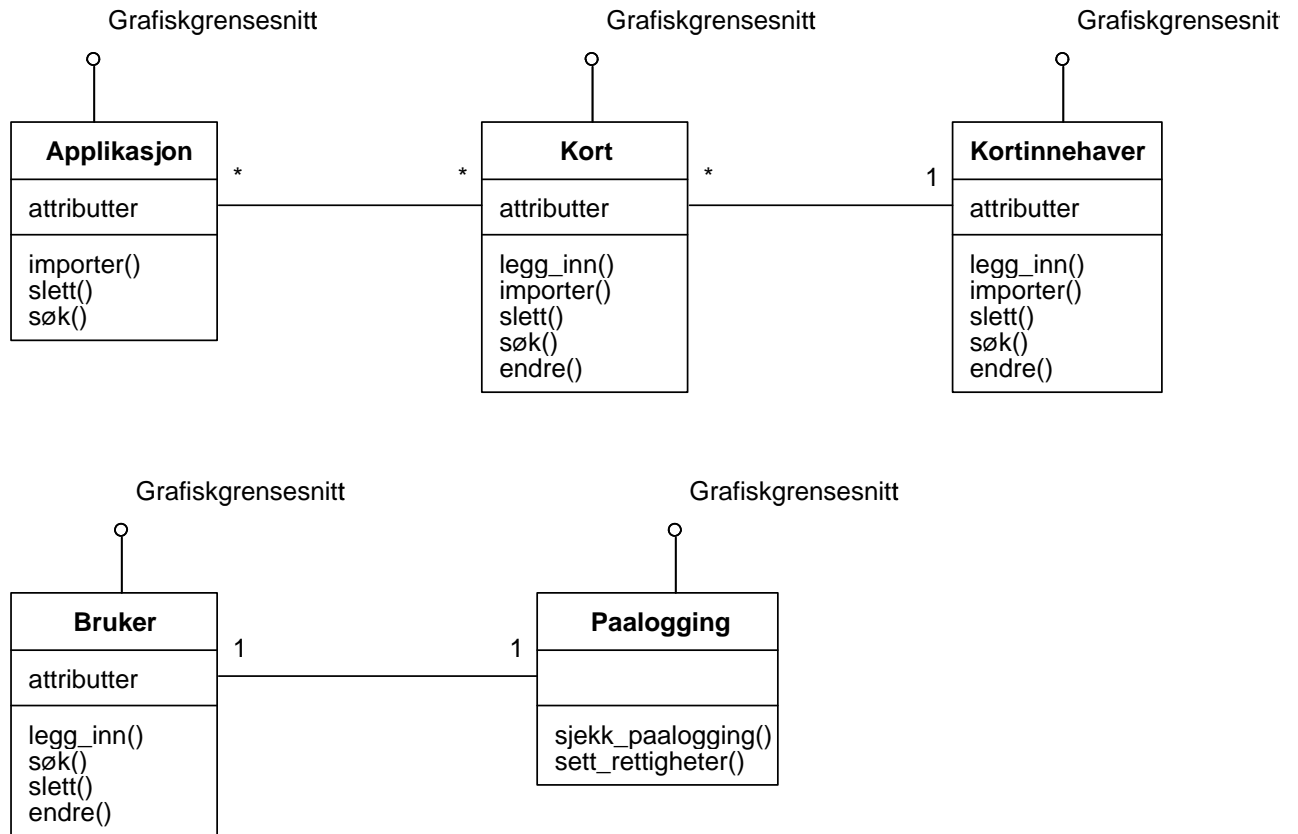 Grafiskgrensesnitt
Grafiskgrensesnitt
Grafiskgrensesnit
Applikasjon
attributter
importer()
slett()
søk()
*
*
Kort
attributter
legg_inn()
importer()
slett()
søk()
endre()
*
1
Kortinnehaver
attributter
legg_inn()
importer()
slett()
søk()
endre()
Grafiskgrensesnitt
Grafiskgrensesnitt
Bruker
attributter
legg_inn()
søk()
slett()
endre()
1
1
Paalogging
sjekk_paalogging()
sett_rettigheter()